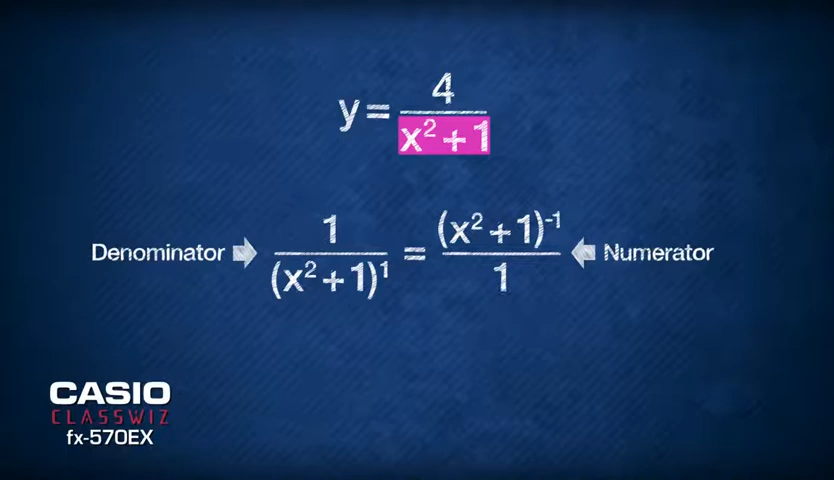 y = 4 / (x² + 1)
Denominator ➡ 1 / (x² + 1)¹ = (x² + 1)⁻¹ / 1 ⬅ Numerator
CASIO
CLASSWIZ
fx-570EX